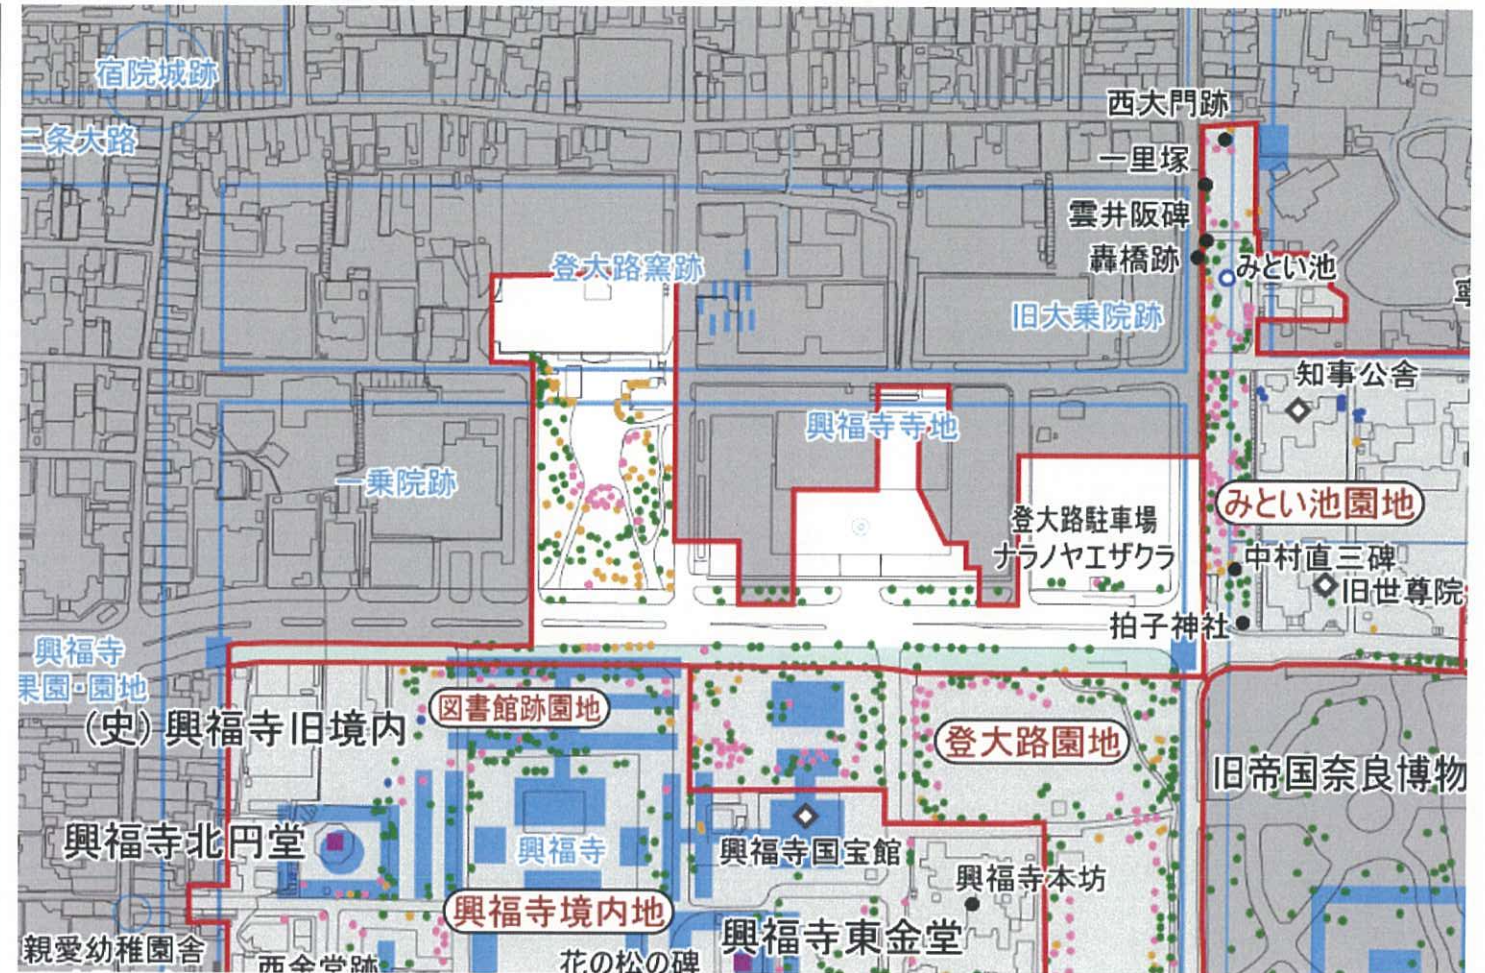 宿院城跡
二条大路
西大門跡
一里塚
雲井阪碑
轟橋跡
みとい池
登大路窯跡
旧大乗院跡
知事公舎
興福寺寺地
一乗院跡
みとい池園地
登大路駐車場
ナラノヤエザクラ
中村直三碑
旧世尊院
拍子神社
興福寺
果園・園地
(史)興福寺旧境内
図書館跡園地
登大路園地
旧帝国奈良博物
興福寺北円堂
興福寺
興福寺国宝館
興福寺本坊
興福寺境内地
興福寺東金堂
親愛幼稚園舎
西金堂跡
花の松の碑